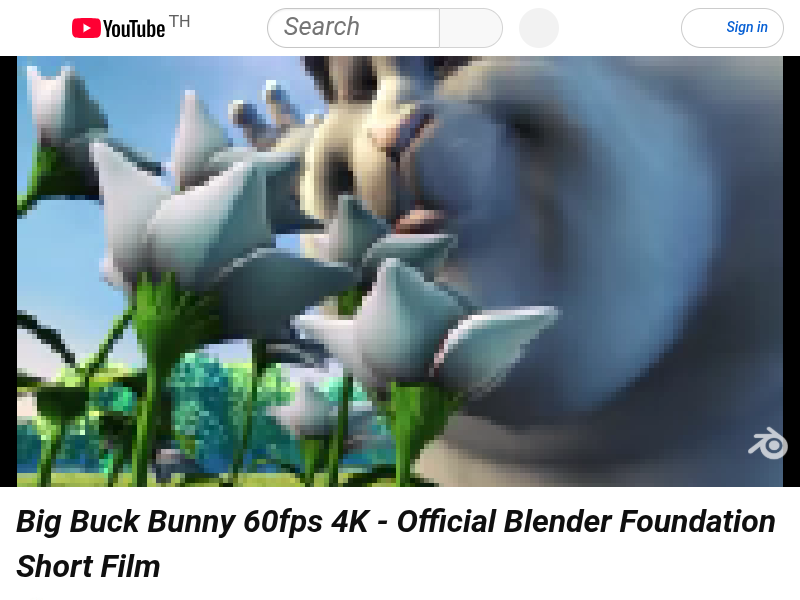 YouTube TH
Search
Sign in
Big Buck Bunny 60fps 4K - Official Blender Foundation
Short Film